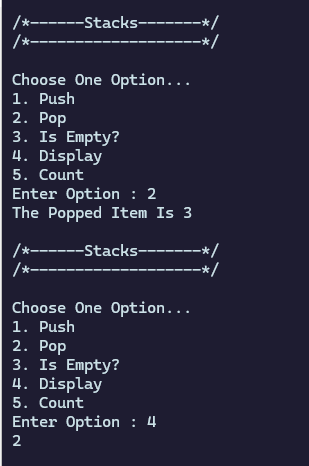 /*------Stacks-------*/
/*-------------------*/
Choose One Option...
1. Push
2. Pop
3. Is Empty?
4. Display
5. Count
Enter Option : 2
The Popped Item Is 3
/*------Stacks-------*/
/*-------------------*/
Choose One Option...
1. Push
2. Pop
3. Is Empty?
4. Display
5. Count
Enter Option : 4
2